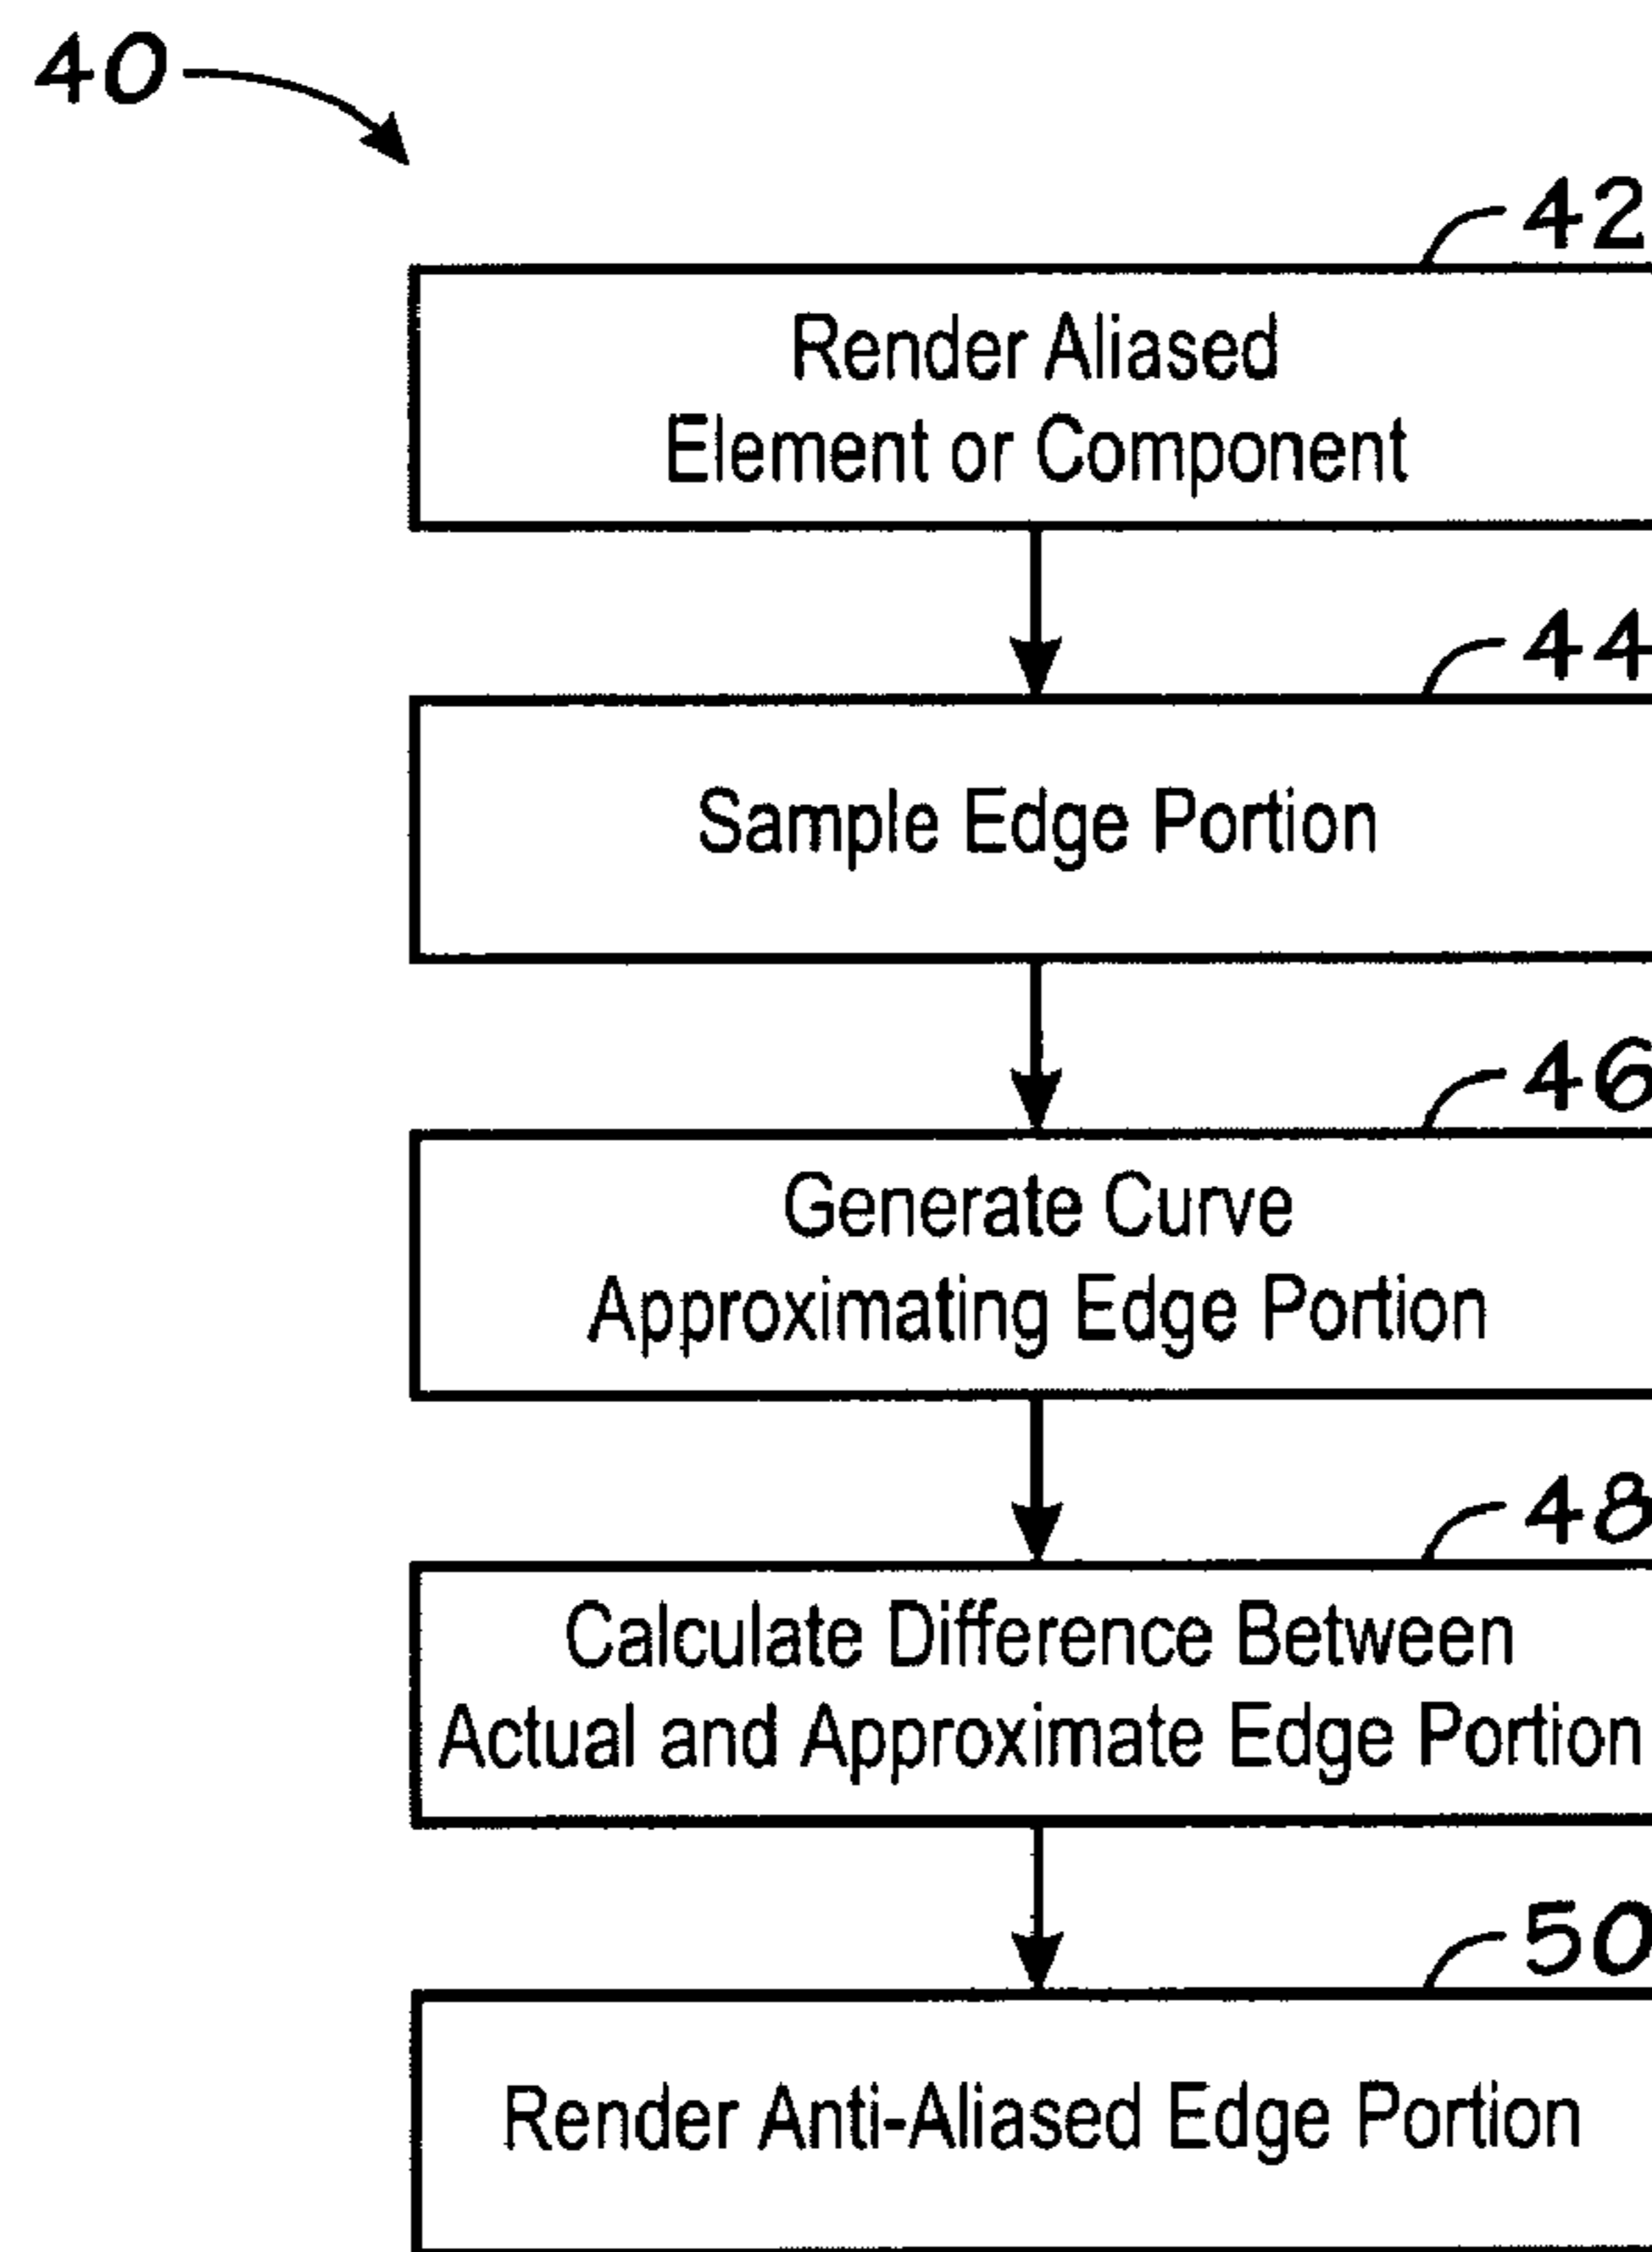 40
42
Render Aliased
Element or Component
44
Sample Edge Portion
46
Generate Curve
Approximating Edge Portion
48
Calculate Difference Between
Actual and Approximate Edge Portion
50
Render Anti-Aliased Edge Portion